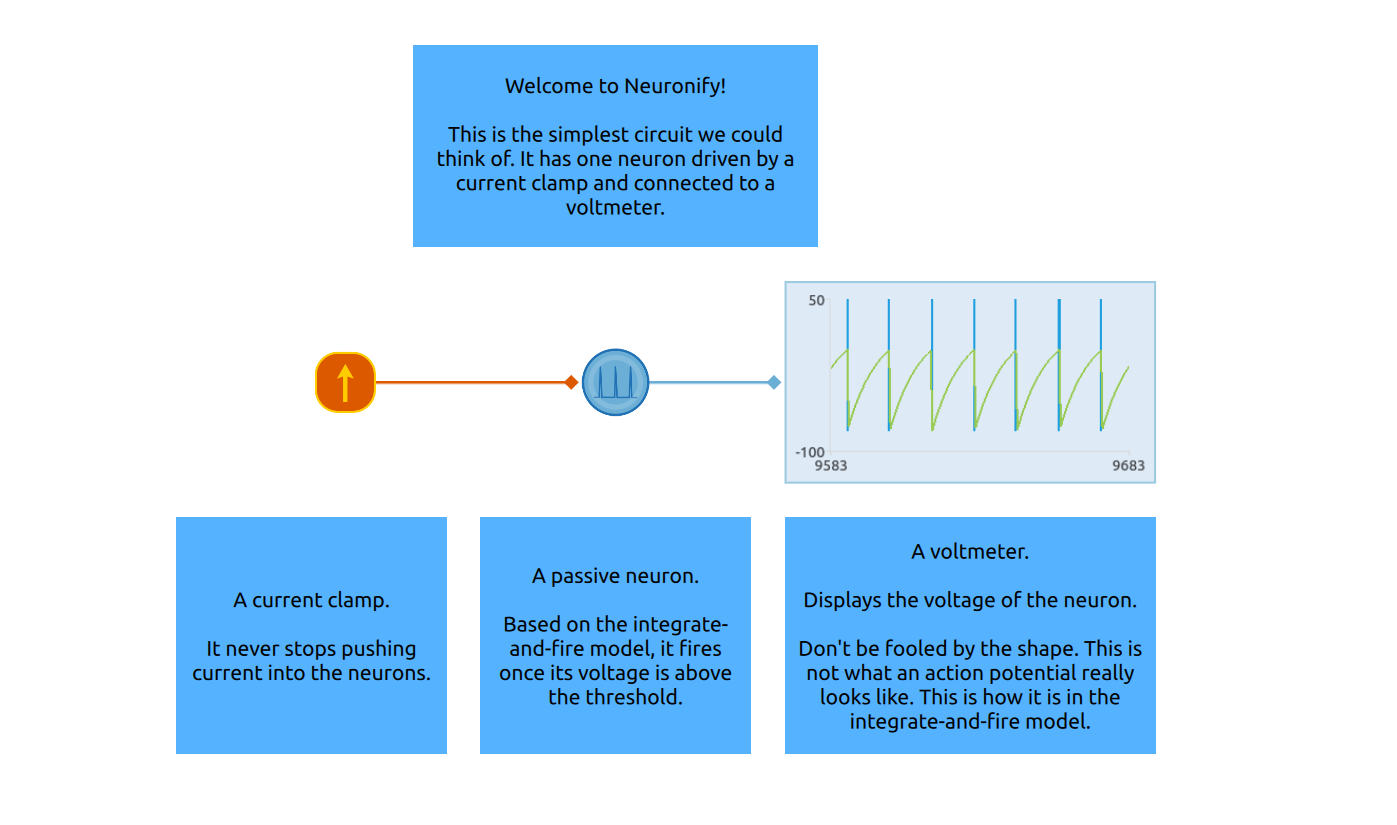 Welcome to Neuronify!
This is the simplest circuit we could
think of. It has one neuron driven by a
current clamp and connected to a
voltmeter.
50
-100
9583
9683
A current clamp.
It never stops pushing
current into the neurons.
A passive neuron.
Based on the integrate-
and-fire model, it fires
once its voltage is above
the threshold.
A voltmeter.
Displays the voltage of the neuron.
Don't be fooled by the shape. This is
not what an action potential really
looks like. This is how it is in the
integrate-and-fire model.